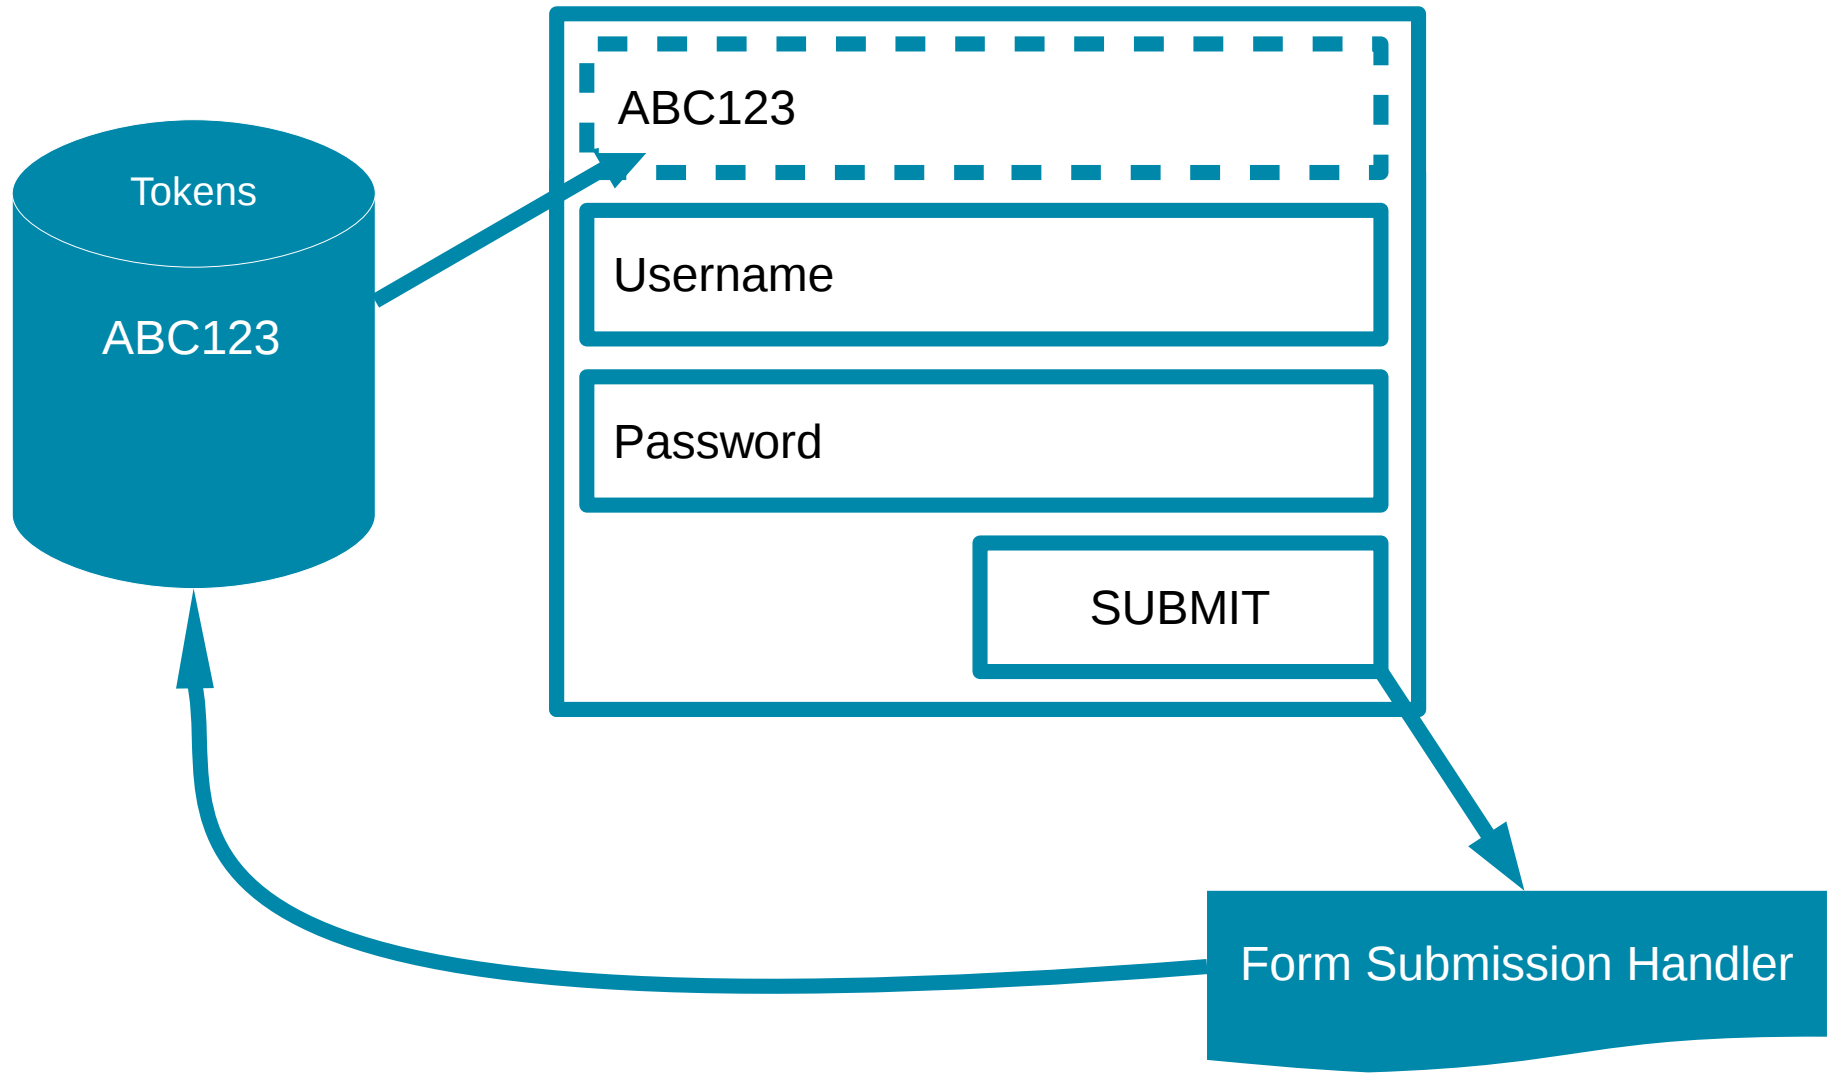 Tokens
ABC123
ABC123
Username
Password
SUBMIT
Form Submission Handler